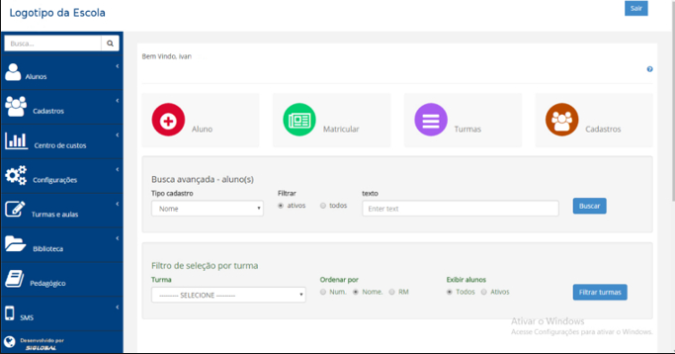 Logotipo da Escola
Sair
Busca...
Bem Vindo, Ivan
Alunos
Cadastros
Centro de custos
Configurações
Turmas e aulas
Biblioteca
Pedagógico
SMS
Desenvolvido por
SIGLOBAL
Aluno
Matricular
Turmas
Cadastros
Busca avançada - aluno(s)
Tipo cadastro Filtrar texto
Nome ativos todos Enter text Buscar
Filtro de seleção por turma
Turma Ordenar por Exibir alunos
--------- SELECIONE --------- Num. Nome. RM Todos Ativos Filtrar turmas
Ativar o Windows
Acesse Configurações para ativar o Windows.